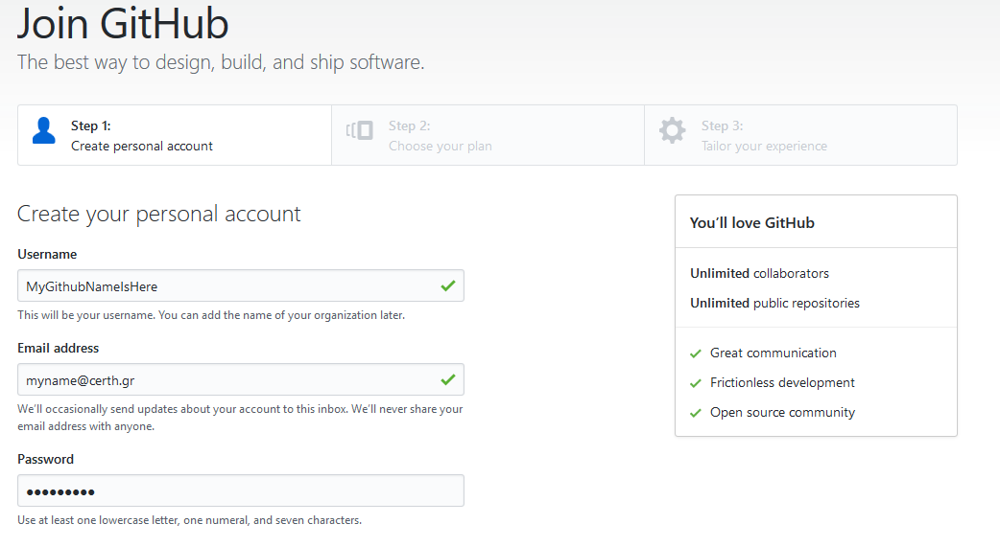 Join GitHub
The best way to design, build, and ship software.
Step 1:
Create personal account
Step 2:
Choose your plan
Step 3:
Tailor your experience
Create your personal account
Username
MyGithubNameIsHere
This will be your username. You can add the name of your organization later.
Email address
myname@certh.gr
We’ll occasionally send updates about your account to this inbox. We’ll never share your
email address with anyone.
Password
●●●●●●●●●
Use at least one lowercase letter, one numeral, and seven characters.
You’ll love GitHub
Unlimited collaborators
Unlimited public repositories
Great communication
Frictionless development
Open source community